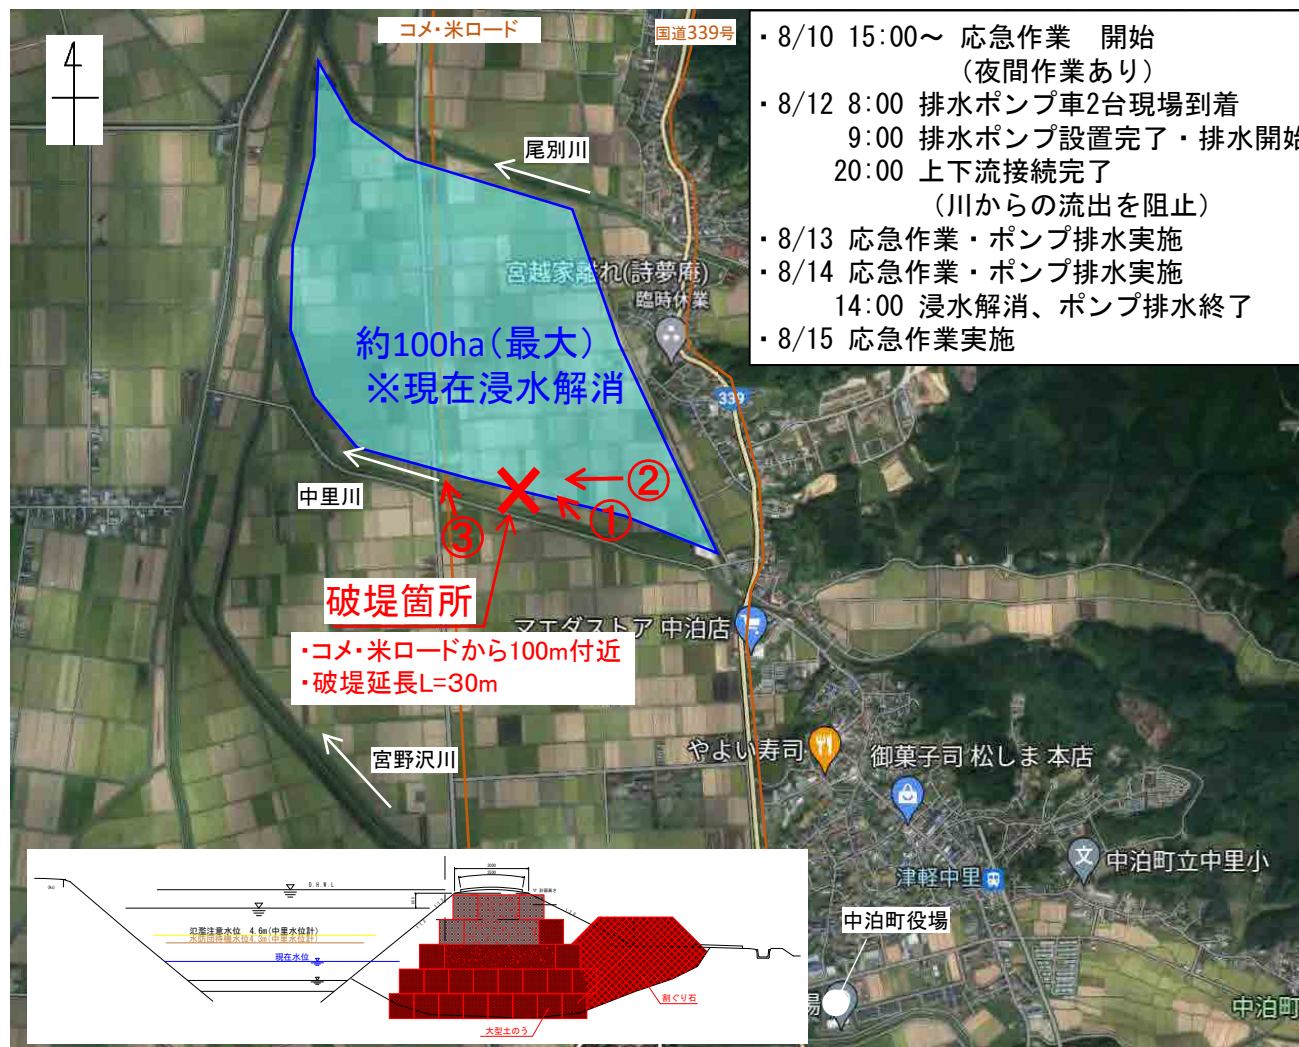 コメ・米ロード
国道339号
・8/10 15:00～ 応急作業　開始
（夜間作業あり）
・8/12 8:00 排水ポンプ車2台現場到着
9:00 排水ポンプ設置完了・排水開始
20:00 上下流接続完了
（川からの流出を阻止）
・8/13 応急作業・ポンプ排水実施
・8/14 応急作業・ポンプ排水実施
14:00 浸水解消、ポンプ排水終了
・8/15 応急作業実施
尾別川
宮越家離れ(詩夢庵)
臨時休業
約100ha（最大）
※現在浸水解消
339
②
①
③
中里川
破堤箇所
・コメ・米ロードから100m付近
・破堤延長L=30m
マエダストア 中泊店
宮野沢川
やよい寿司
御菓子司 松しま 本店
中泊町立中里小
津軽中里
中泊町役場
場
中泊町
D.H.W.L
氾濫注意水位 4.6m(中里水位計)
水防団待機水位4.3m(中里水位計)
現在水位
割ぐり石
大型土のう